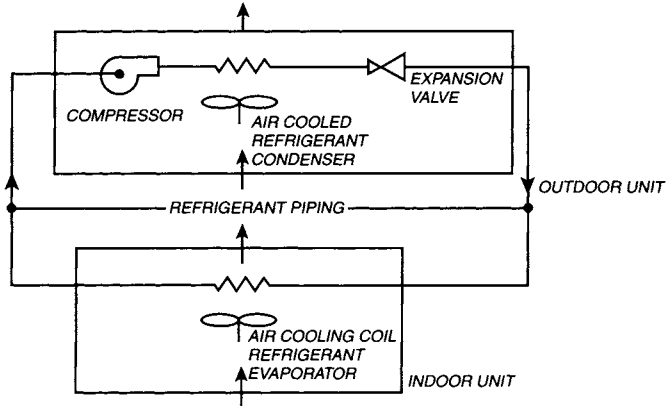 COMPRESSOR
EXPANSION
VALVE
AIR COOLED
REFRIGERANT
CONDENSER
OUTDOOR UNIT
REFRIGERANT PIPING
AIR COOLING COIL
REFRIGERANT
EVAPORATOR
INDOOR UNIT